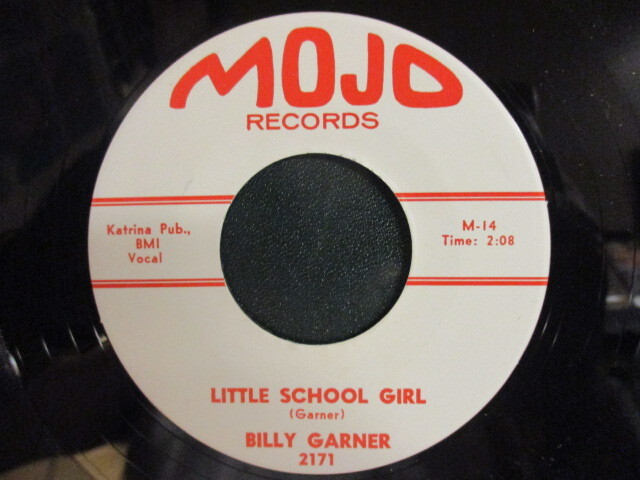 MOJO
RECORDS
Katrina Pub.,
BMI
Vocal
M-14
Time: 2:08
LITTLE SCHOOL GIRL
(Garner)
BILLY GARNER
2171